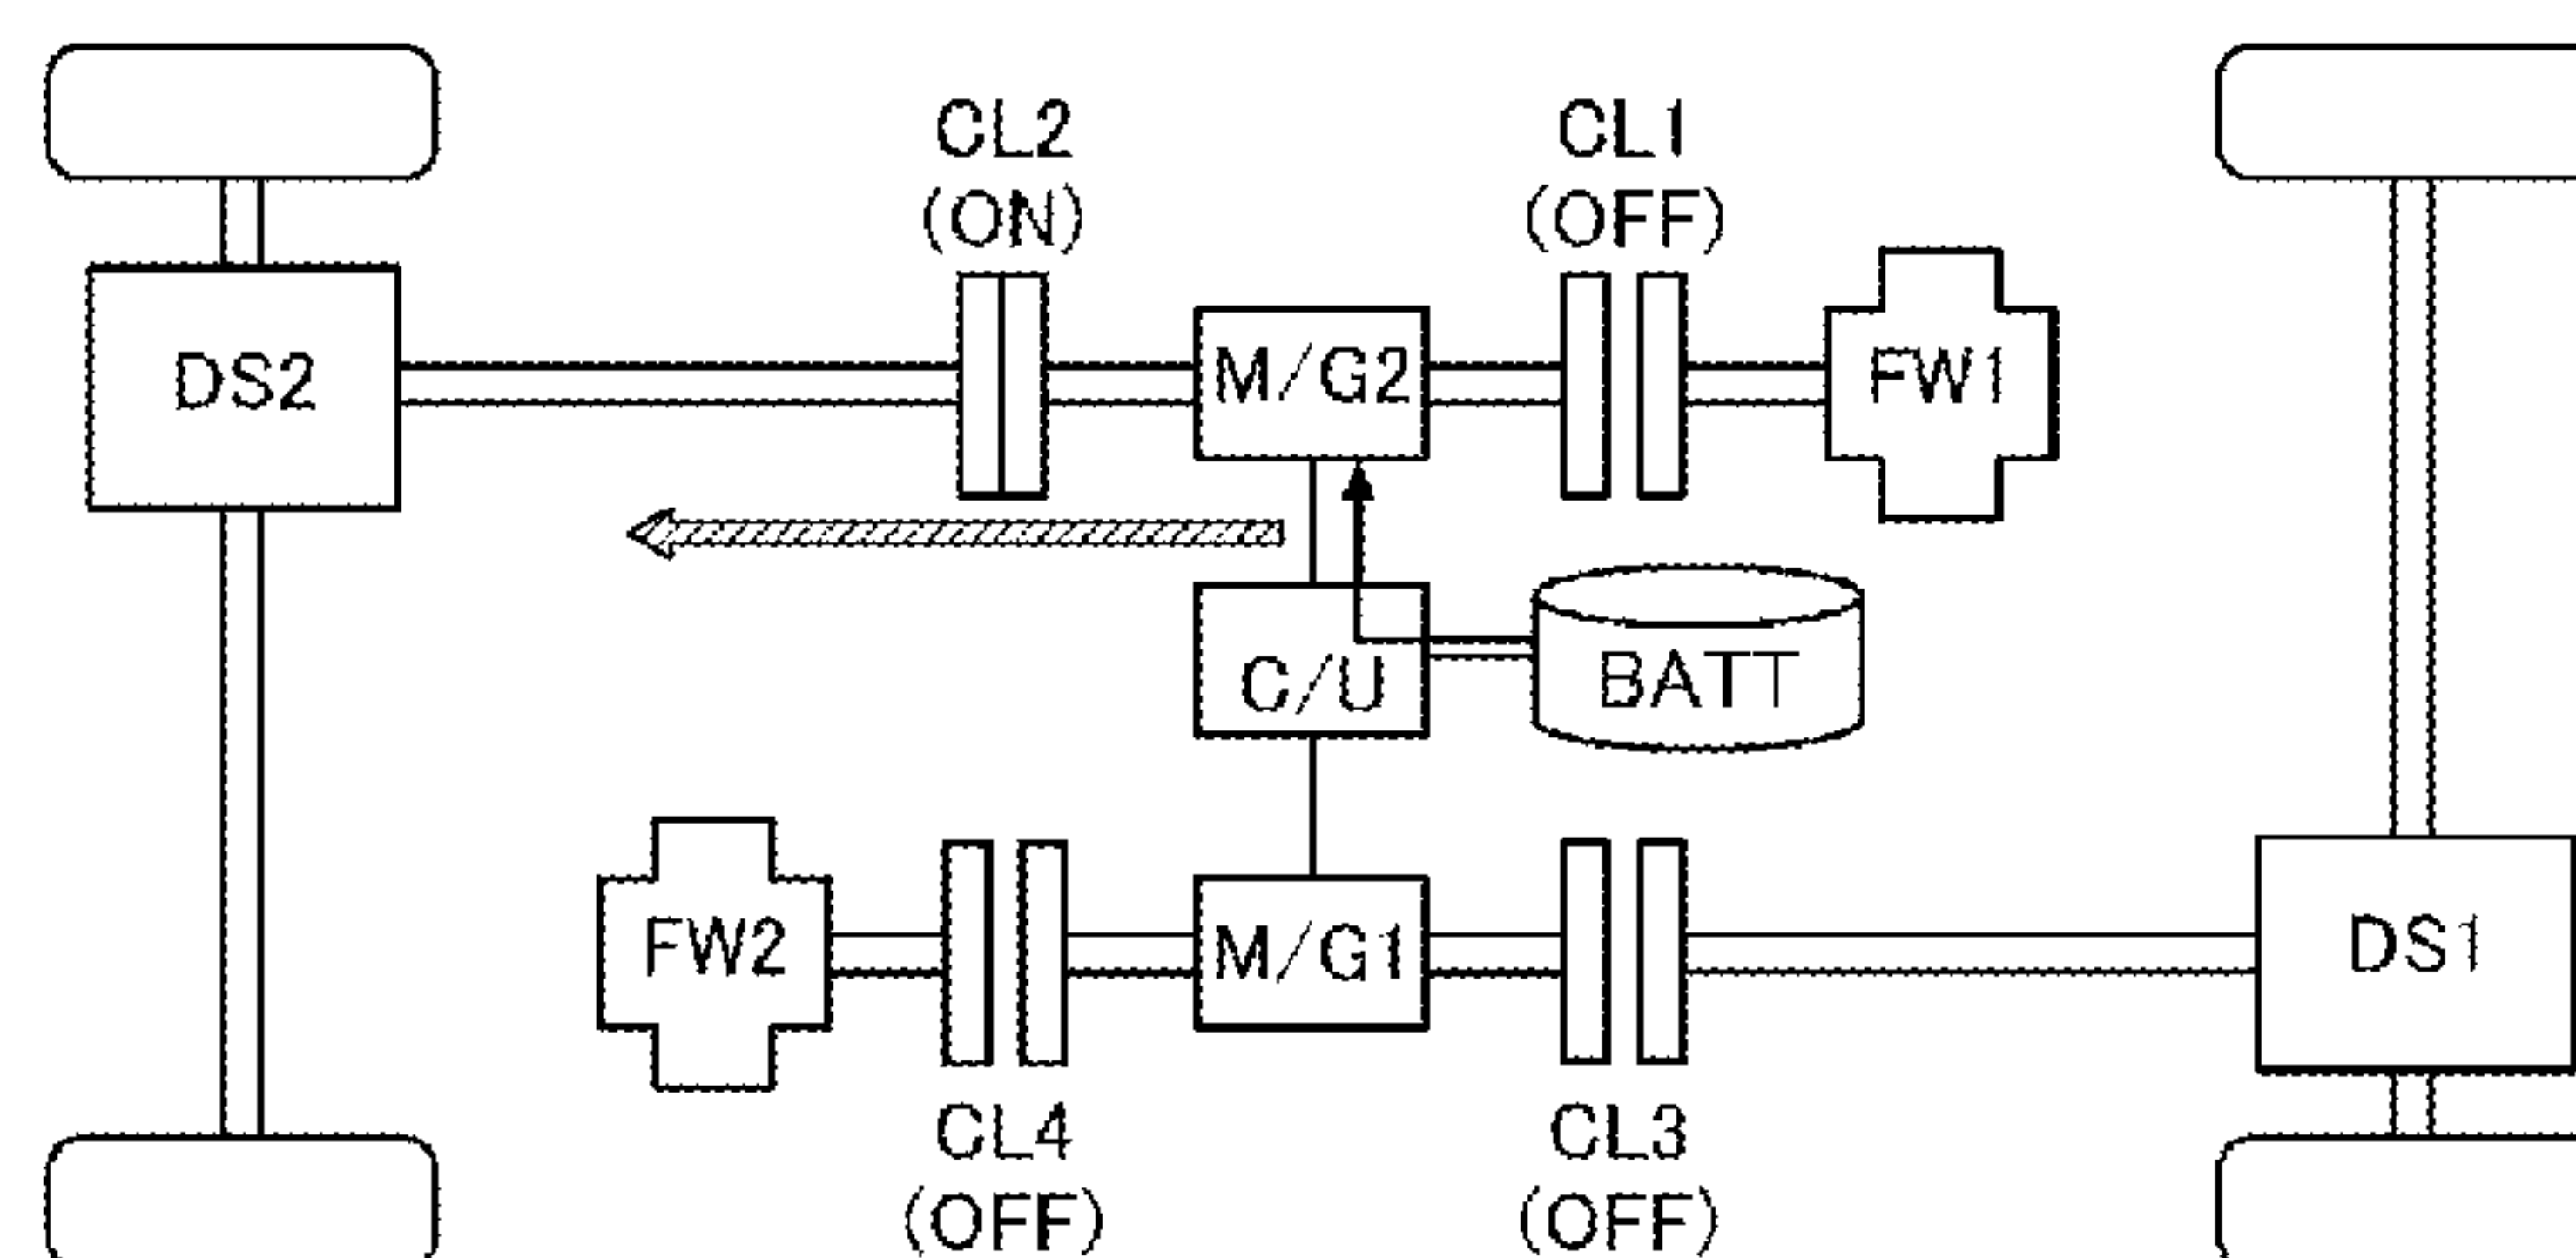 CL2
(ON)
CL1
(OFF)
DS2
M/G2
FW1
C/U
BATT
FW2
M/G1
DS1
CL4
(OFF)
CL3
(OFF)